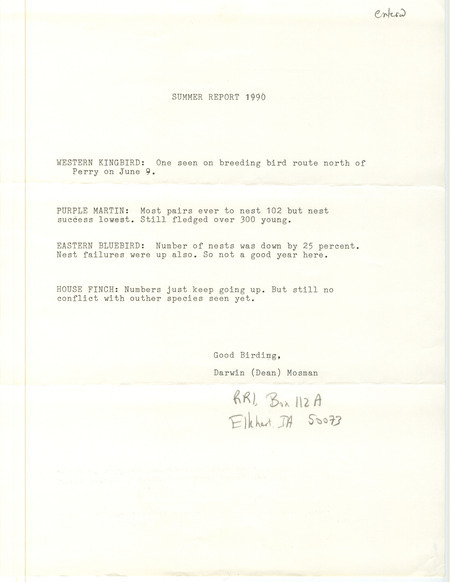 entered
SUMMER REPORT 1990
WESTERN KINGBIRD: One seen on breeding bird route north of
Perry on June 9.
PURPLE MARTIN: Most pairs ever to nest 102 but nest
success lowest. Still fledged over 300 young.
EASTERN BLUEBIRD: Number of nests was down by 25 percent.
Nest failures were up also. So not a good year here.
HOUSE FINCH: Numbers just keep going up. But still no
conflict with outher species seen yet.
Good Birding,
Darwin (Dean) Mosman
RR1, Box 112 A
Elkhart IA 50073